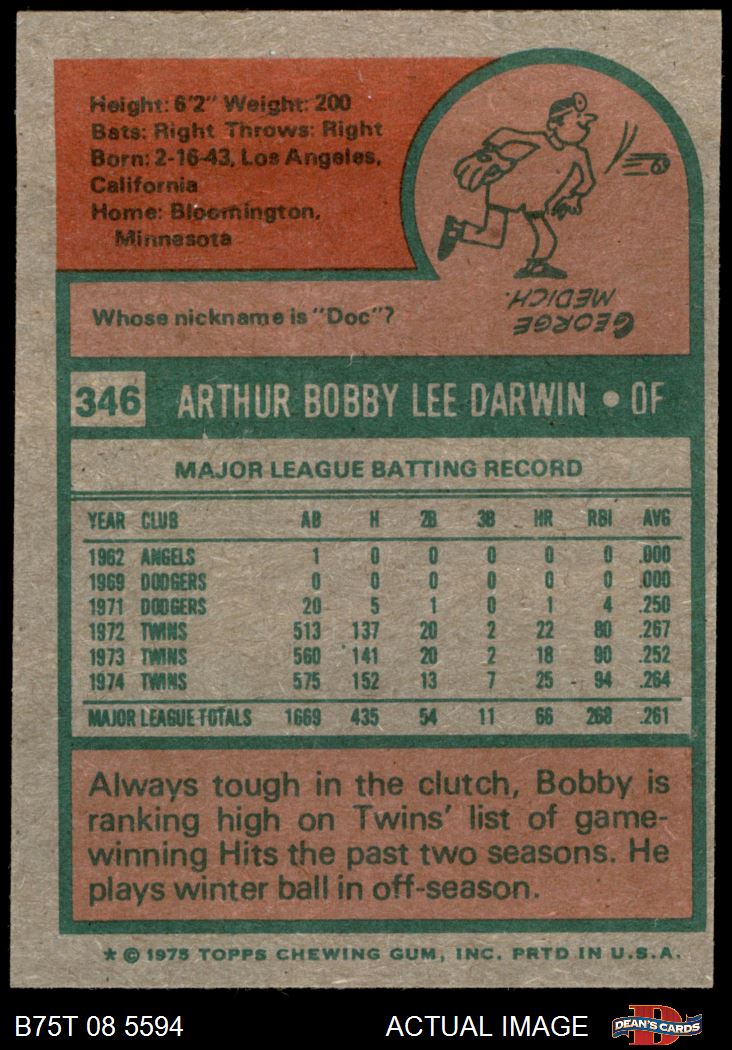 Height: 6'2" Weight: 200
Bats: Right Throws: Right
Born: 2-16-43, Los Angeles,
California
Home: Bloomington,
Minnesota
Whose nickname is "Doc"?
GEORGE
MEDICH.
346 ARTHUR BOBBY LEE DARWIN • OF
MAJOR LEAGUE BATTING RECORD
YEAR CLUB AB H 2B 3B HR RBI AVG
1962 ANGELS 1 0 0 0 0 0 .000
1969 DODGERS 0 0 0 0 0 0 .000
1971 DODGERS 20 5 1 0 1 4 .250
1972 TWINS 513 137 20 2 22 80 .267
1973 TWINS 560 141 20 2 18 90 .252
1974 TWINS 575 152 13 7 25 94 .264
MAJOR LEAGUE TOTALS 1669 435 54 11 66 268 .261
Always tough in the clutch, Bobby is
ranking high on Twins' list of game-
winning Hits the past two seasons. He
plays winter ball in off-season.
* © 1975 TOPPS CHEWING GUM, INC. PRTD IN U.S.A.
B75T 08 5594 ACTUAL IMAGE
D
DEAN'S CARDS